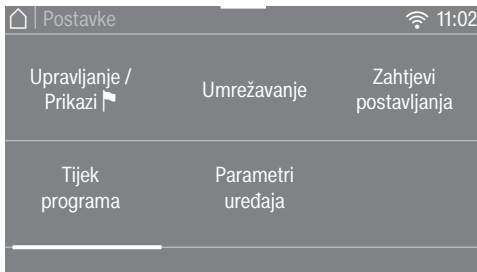 Postavke 11:02
Upravljanje /
Prikazi
Umrežavanje
Zahtjevi
postavljanja
Tijek
programa
Parametri
uređaja